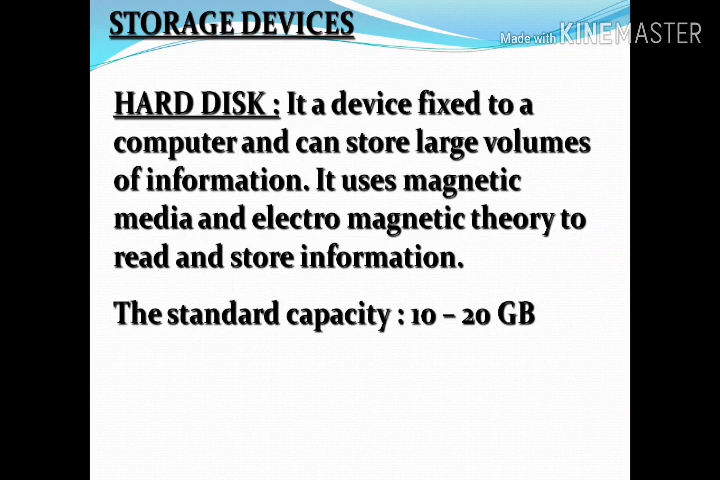 STORAGE DEVICES
Made with KINEMASTER
HARD DISK : It a device fixed to a
computer and can store large volumes
of information. It uses magnetic
media and electro magnetic theory to
read and store information.
The standard capacity : 10 – 20 GB